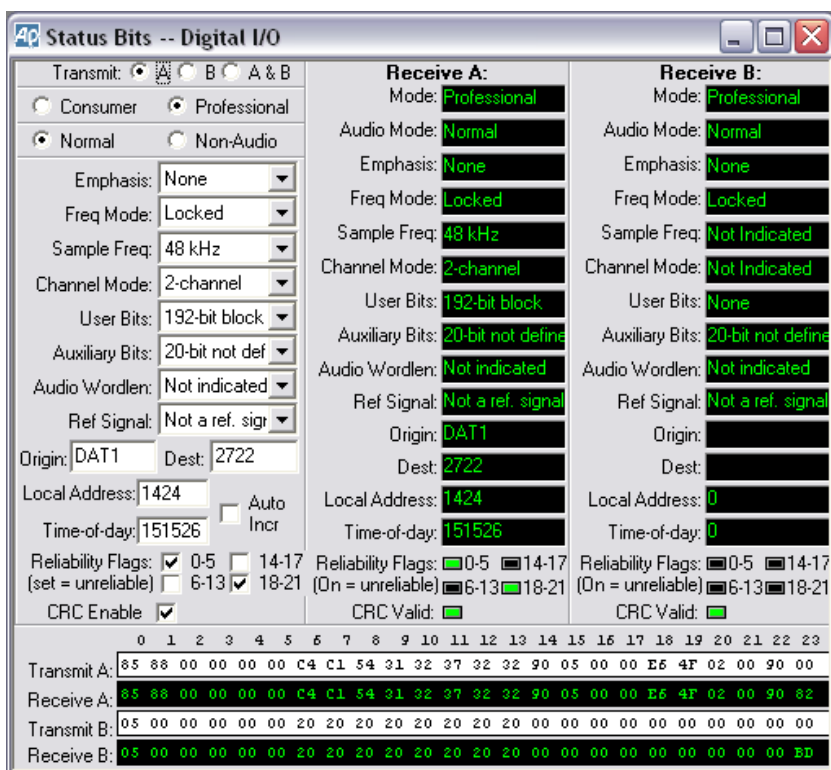 Ap Status Bits -- Digital I/O
Transmit: A B A & B
Consumer Professional
Normal Non-Audio
Emphasis: None
Freq Mode: Locked
Sample Freq: 48 kHz
Channel Mode: 2-channel
User Bits: 192-bit block
Auxiliary Bits: 20-bit not def
Audio Wordlen: Not indicated
Ref Signal: Not a ref. sigr
Origin: DAT1 Dest: 2722
Local Address: 1424
Auto Incr
Time-of-day: 151526
Reliability Flags: 0-5 14-17
(set = unreliable) 6-13 18-21
CRC Enable
Receive A:
Mode: Professional
Audio Mode: Normal
Emphasis: None
Freq Mode: Locked
Sample Freq: 48 kHz
Channel Mode: 2-channel
User Bits: 192-bit block
Auxiliary Bits: 20-bit not define
Audio Wordlen: Not indicated
Ref Signal: Not a ref. signal
Origin: DAT1
Dest: 2722
Local Address: 1424
Time-of-day: 151526
Reliability Flags: 0-5 14-17
(On = unreliable) 6-13 18-21
CRC Valid:
Receive B:
Mode: Professional
Audio Mode: Normal
Emphasis: None
Freq Mode: Locked
Sample Freq: Not Indicated
Channel Mode: Not Indicated
User Bits: None
Auxiliary Bits: 20-bit not define
Audio Wordlen: Not indicated
Ref Signal: Not a ref. signal
Origin:
Dest:
Local Address: 0
Time-of-day: 0
Reliability Flags: 0-5 14-17
(On = unreliable) 6-13 18-21
CRC Valid:
0 1 2 3 4 5 6 7 8 9 10 11 12 13 14 15 16 17 18 19 20 21 22 23
Transmit A: 85 88 00 00 00 00 C4 C1 54 31 32 37 32 32 90 05 00 00 E6 4F 02 00 90 00
Receive A: 85 88 00 00 00 00 C4 C1 54 31 32 37 32 32 90 05 00 00 E6 4F 02 00 90 82
Transmit B: 05 00 00 00 00 00 20 20 20 20 20 20 20 20 00 00 00 00 00 00 00 00 00 00
Receive B: 05 00 00 00 00 00 20 20 20 20 20 20 20 20 00 00 00 00 00 00 00 00 00 BD